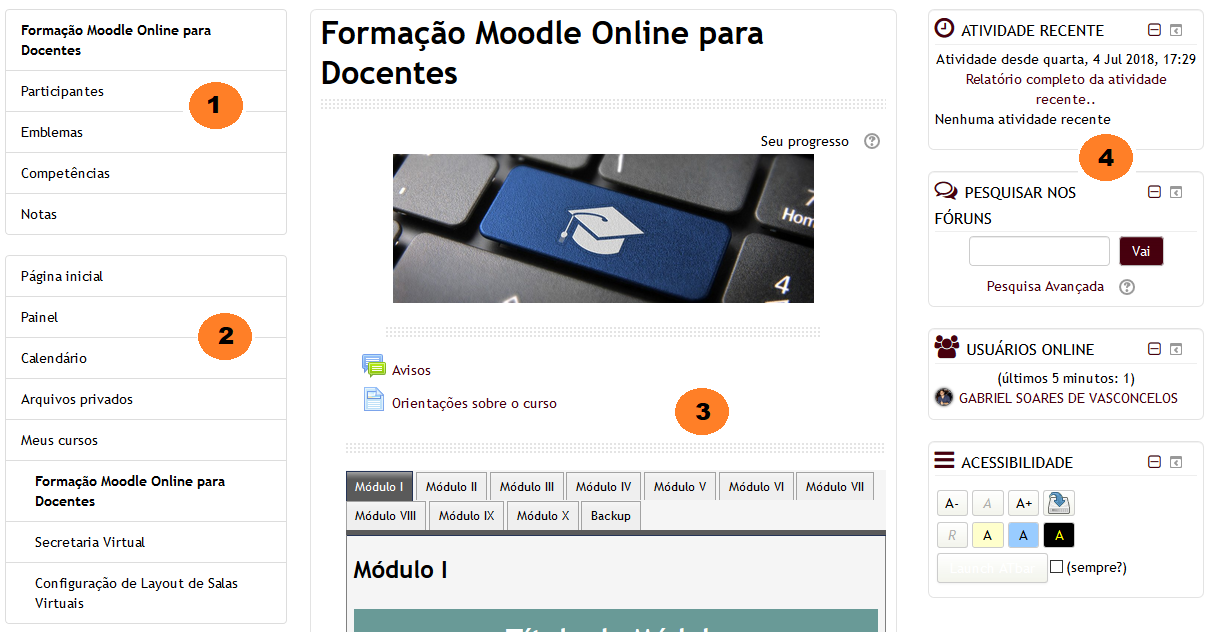 Formação Moodle Online para
Docentes
Participantes
1
Emblemas
Competências
Notas
Página inicial
Painel
2
Calendário
Arquivos privados
Meus cursos
Formação Moodle Online para
Docentes
Secretaria Virtual
Configuração de Layout de Salas
Virtuais
Formação Moodle Online para
Docentes
Seu progresso ?
Home
4
Avisos
Orientações sobre o curso
3
Módulo I Módulo II Módulo III Módulo IV Módulo V Módulo VI Módulo VII
Módulo VIII Módulo IX Módulo X Backup
Módulo I
ATIVIDADE RECENTE
Atividade desde quarta, 4 Jul 2018, 17:29
Relatório completo da atividade
recente..
Nenhuma atividade recente
4
PESQUISAR NOS
FÓRUNS
Vai
Pesquisa Avançada ?
USUÁRIOS ONLINE
(últimos 5 minutos: 1)
GABRIEL SOARES DE VASCONCELOS
ACESSIBILIDADE
A- A A+
R A A A
(sempre?)